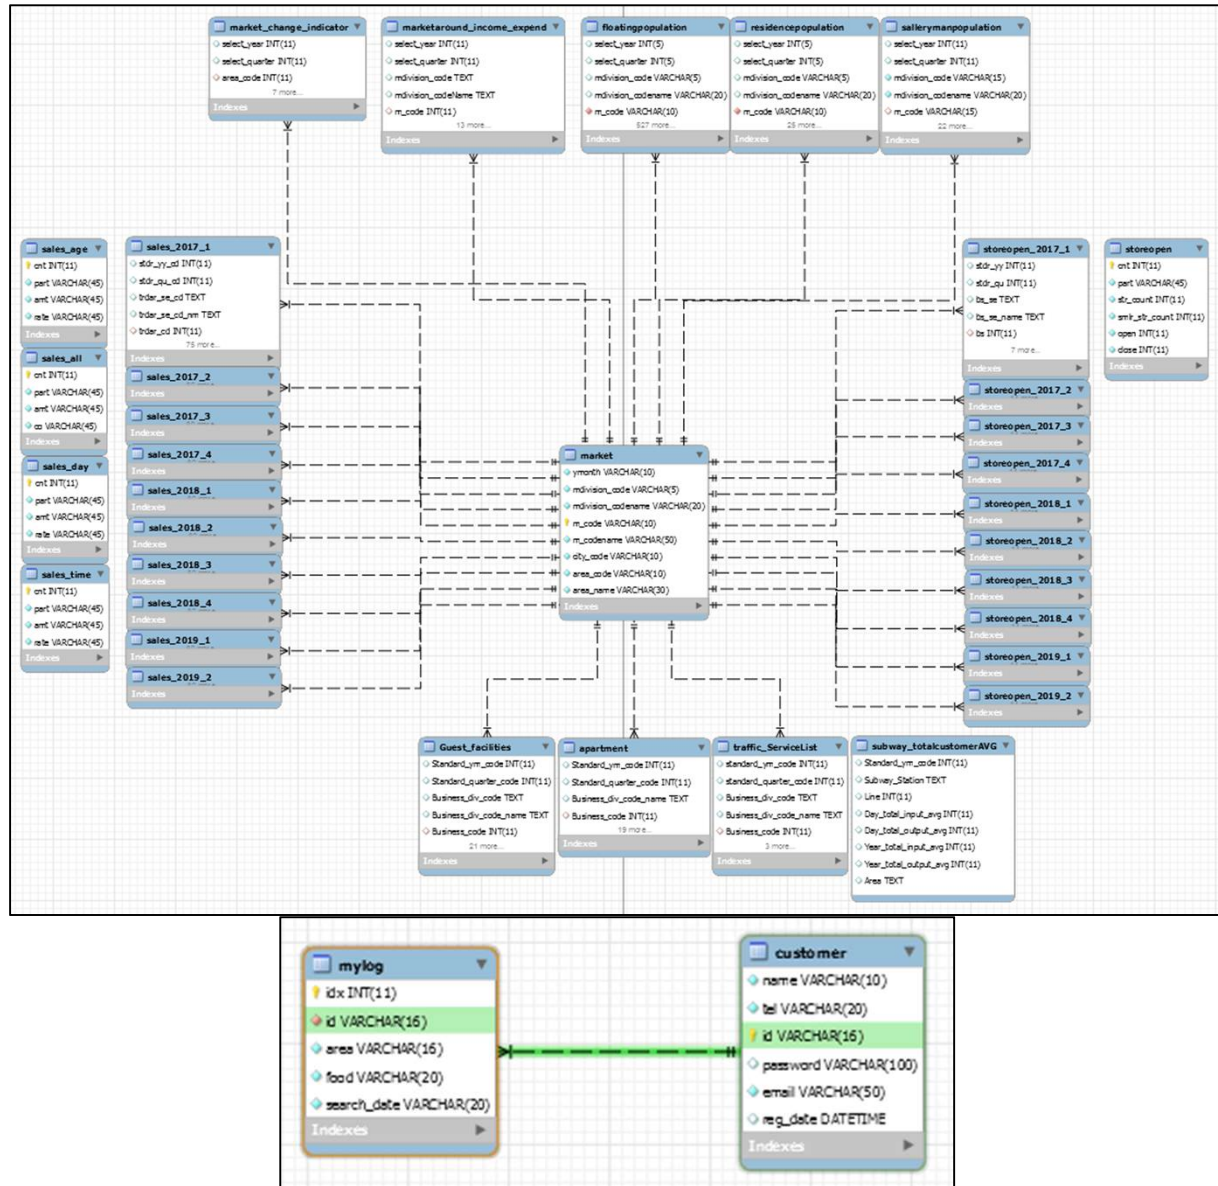 market_change_indicator
select_year INT(11)
select_quarter INT(11)
area_code INT(11)
7 more...
Indexes
marketaround_income_expend
select_year INT(11)
select_quarter INT(11)
mdivision_code TEXT
mdivision_codeName TEXT
m_code INT(11)
13 more...
Indexes
floatingpopulation
select_year INT(5)
select_quarter INT(5)
mdivision_code VARCHAR(5)
mdivision_codename VARCHAR(20)
m_code VARCHAR(10)
627 more...
Indexes
residencepopulation
select_year INT(5)
select_quarter INT(5)
mdivision_code VARCHAR(5)
mdivision_codename VARCHAR(20)
m_code VARCHAR(10)
25 more...
Indexes
sallerymanpopulation
select_year INT(11)
select_quarter INT(11)
mdivision_code VARCHAR(15)
mdivision_codename VARCHAR(20)
m_code VARCHAR(15)
22 more...
Indexes
sales_age
cnt INT(11)
part VARCHAR(45)
amt VARCHAR(45)
rate VARCHAR(45)
Indexes
sales_all
cnt INT(11)
part VARCHAR(45)
amt VARCHAR(45)
co VARCHAR(45)
Indexes
sales_day
cnt INT(11)
part VARCHAR(45)
amt VARCHAR(45)
rate VARCHAR(45)
Indexes
sales_time
cnt INT(11)
part VARCHAR(45)
amt VARCHAR(45)
rate VARCHAR(45)
Indexes
sales_2017_1
stdr_yy_cd INT(11)
stdr_qu_cd INT(11)
trdar_se_cd TEXT
trdar_se_cd_nm TEXT
trdar_cd INT(11)
75 more...
Indexes
sales_2017_2
Indexes
sales_2017_3
Indexes
sales_2017_4
Indexes
sales_2018_1
Indexes
sales_2018_2
Indexes
sales_2018_3
Indexes
sales_2018_4
Indexes
sales_2019_1
Indexes
sales_2019_2
Indexes
market
ymonth VARCHAR(10)
mdivision_code VARCHAR(5)
mdivision_codename VARCHAR(20)
m_code VARCHAR(10)
m_codename VARCHAR(50)
city_code VARCHAR(10)
area_code VARCHAR(10)
area_name VARCHAR(30)
Indexes
storeopen_2017_1
stdr_yy INT(11)
stdr_qu INT(11)
bs_se TEXT
bs_se_name TEXT
bs INT(11)
7 more...
Indexes
storeopen_2017_2
Indexes
storeopen_2017_3
Indexes
storeopen_2017_4
Indexes
storeopen_2018_1
Indexes
storeopen_2018_2
Indexes
storeopen_2018_3
Indexes
storeopen_2018_4
Indexes
storeopen_2019_1
Indexes
storeopen_2019_2
Indexes
storeopen
cnt INT(11)
part VARCHAR(45)
str_count INT(11)
smlr_str_count INT(11)
open INT(11)
close INT(11)
Indexes
Guest_facilities
Standard_ym_code INT(11)
Standard_quarter_code INT(11)
Business_div_code TEXT
Business_div_code_name TEXT
Business_code INT(11)
21 more...
Indexes
apartment
Standard_ym_code INT(11)
Standard_quarter_code INT(11)
Business_div_code TEXT
Business_div_code_name TEXT
Business_code INT(11)
19 more...
Indexes
traffic_ServiceList
standard_ym_code INT(11)
standard_quarter_code INT(11)
Business_div_code TEXT
Business_div_code_name TEXT
Business_code INT(11)
3 more...
Indexes
subway_totalcustomerAVG
Standard_ym_code INT(11)
Subway_Station TEXT
Line INT(11)
Day_total_input_avg INT(11)
Day_total_output_avg INT(11)
Year_total_input_avg INT(11)
Year_total_output_avg INT(11)
Area TEXT
mylog
idx INT(11)
id VARCHAR(16)
area VARCHAR(16)
food VARCHAR(20)
search_date VARCHAR(20)
Indexes
customer
name VARCHAR(10)
tel VARCHAR(20)
id VARCHAR(16)
password VARCHAR(100)
email VARCHAR(50)
reg_date DATETIME
Indexes